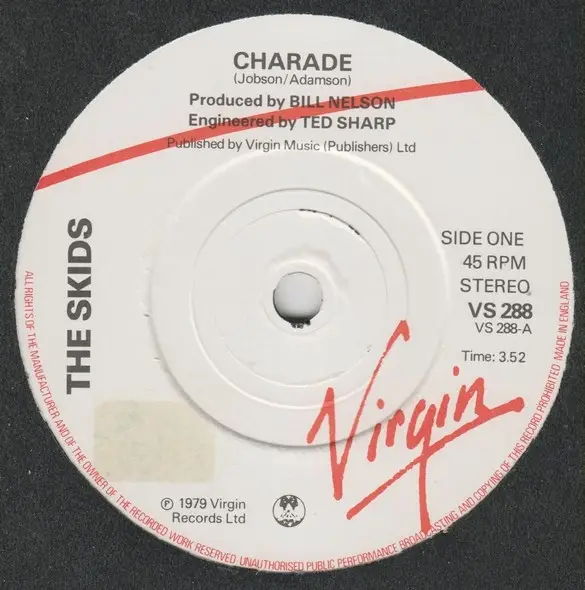 CHARADE
(Jobson/Adamson)
Produced by BILL NELSON
Engineered by TED SHARP
Published by Virgin Music (Publishers) Ltd
THE SKIDS
SIDE ONE
45 RPM
STEREO
VS 288
VS 288-A
Time: 3.52
Virgin
℗ 1979 Virgin
Records Ltd
ALL RIGHTS OF THE MANUFACTURER AND OF THE OWNER OF THE RECORDED WORK RESERVED UNAUTHORISED PUBLIC PERFORMANCE BROADCASTING AND COPYING OF THIS RECORD PROHIBITED MADE IN ENGLAND